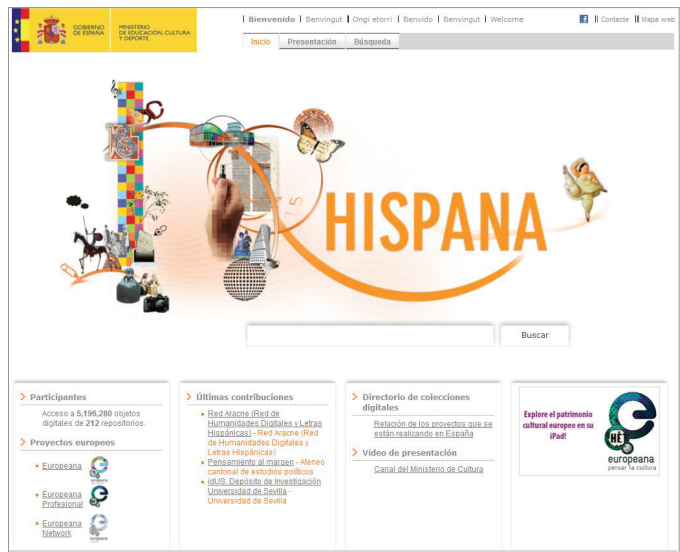 GOBIERNO
DE ESPAÑA
MINISTERIO
DE EDUCACIÓN, CULTURA
Y DEPORTE
Bienvenido | Benvingut | Ongi etorri | Benvido | Benvingut | Welcome
Contacte || Mapa web
Inicio Presentación Búsqueda
HISPANA
Buscar
Participantes
Acceso a 5,196,280 objetos
digitales de 212 repositorios.
Proyectos europeos
Europeana
Europeana
Profesional
Europeana
Network
Últimas contribuciones
Red Aracne (Red de
Humanidades Digitales y Letras
Hispánicas) - Red Aracne (Red
de Humanidades Digitales y
Letras Hispánicas)
Pensamiento al margen - Ateneo
cantonal de estudios políticos
idUS. Depósito de Investigación
Universidad de Sevilla -
Universidad de Sevilla
Directorio de colecciones
digitales
Relación de los proyectos que se
están realizando en España
Vídeo de presentación
Canal del Ministerio de Cultura
Explore el patrimonio
cultural europeo en su
iPad!
HÉ!
europeana
pensar la cultura